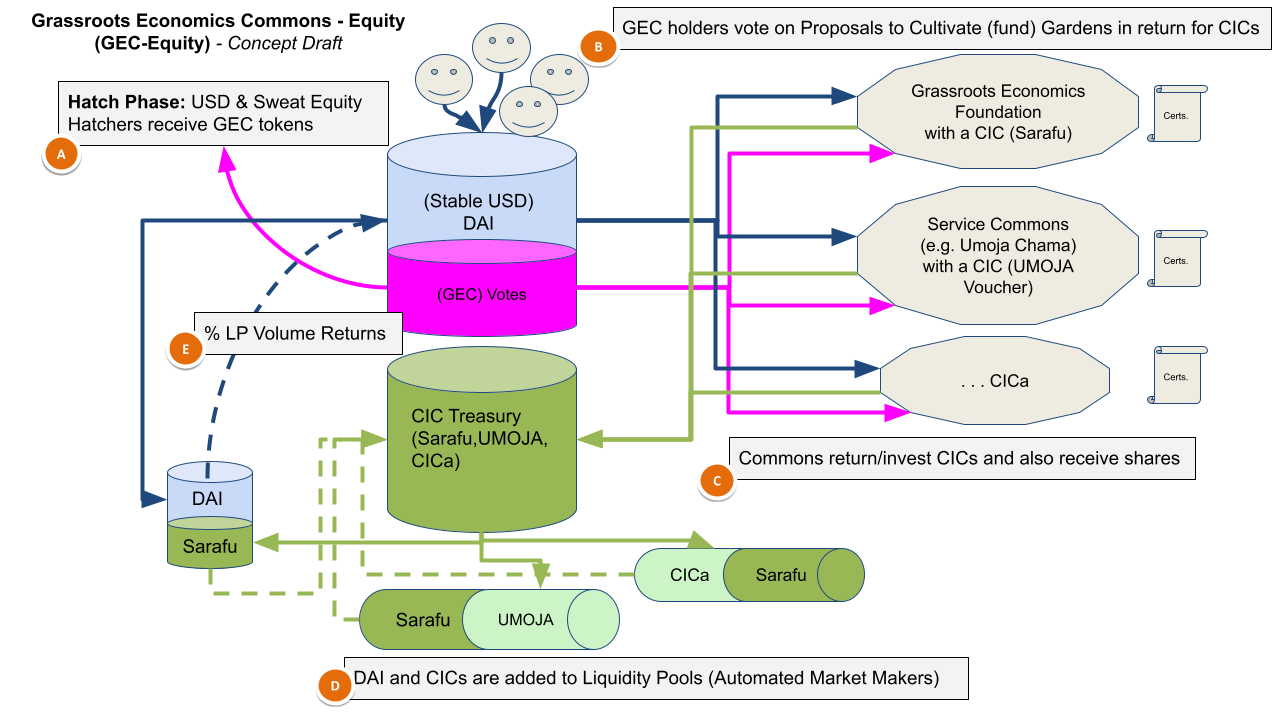 Grassroots Economics Commons - Equity
(GEC-Equity) - Concept Draft
B
GEC holders vote on Proposals to Cultivate (fund) Gardens in return for CICs
Hatch Phase: USD & Sweat Equity
Hatchers receive GEC tokens
A
Grassroots Economics
Foundation
with a CIC (Sarafu)
Certs.
(Stable USD)
DAI
Service Commons
(e.g. Umoja Chama)
with a CIC (UMOJA
Voucher)
Certs.
(GEC) Votes
E
% LP Volume Returns
. . . CICa
Certs.
CIC Treasury
(Sarafu,UMOJA,
CICa)
C
Commons return/invest CICs and also receive shares
DAI
Sarafu
CICa
Sarafu
Sarafu
UMOJA
D
DAI and CICs are added to Liquidity Pools (Automated Market Makers)